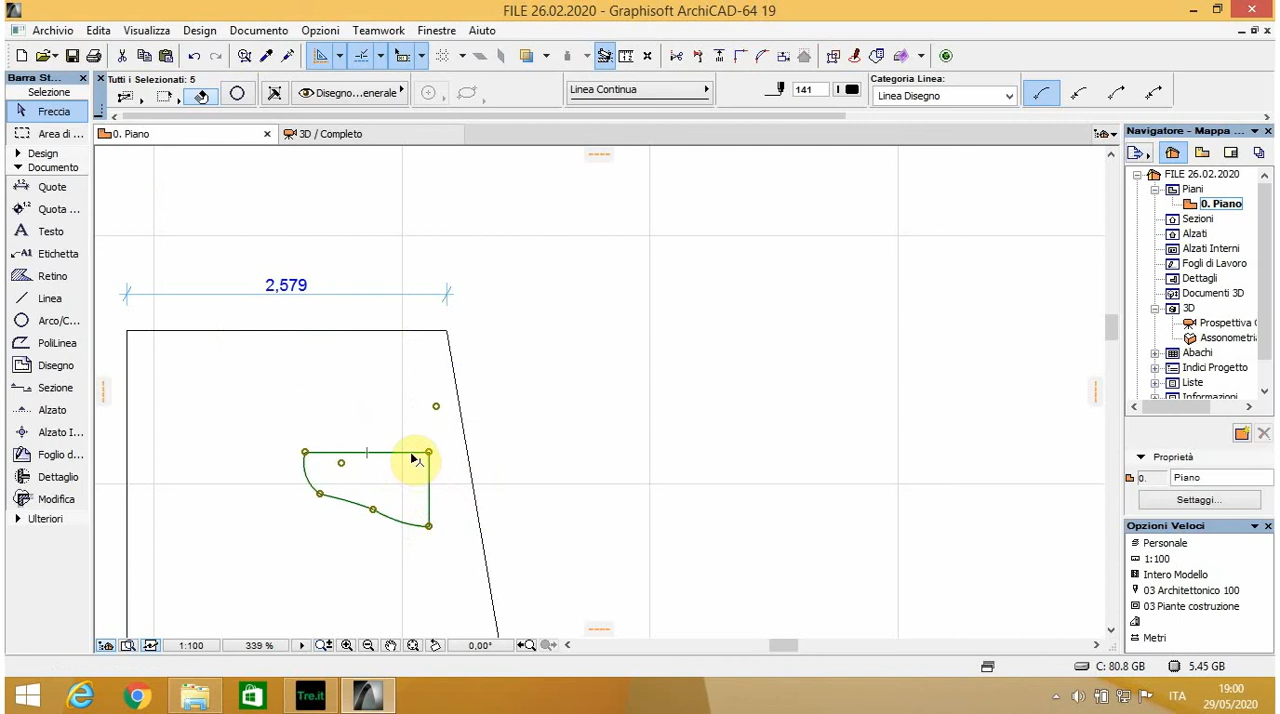 FILE 26.02.2020 - Graphisoft ArchiCAD-64 19
Archivio Edita Visualizza Design Documento Opzioni Teamwork Finestre Aiuto
Barra St...
Selezione
Freccia
Area di ...
Design
Documento
Quote
Quota ...
Testo
Etichetta
Retino
Linea
Arco/C...
PoliLinea
Disegno
Sezione
Alzato
Alzato I...
Foglio d...
Dettaglio
Modifica
Ulteriori
Tutti i Selezionati: 5
Disegno...enerale
Linea Continua
141
Categoria Linea:
Linea Disegno
0. Piano
3D / Completo
2,579
1:100
339 %
0,00°
Navigatore - Mappa ...
FILE 26.02.2020
Piani
0. Piano
Sezioni
Alzati
Alzati Interni
Fogli di Lavoro
Dettagli
Documenti 3D
3D
Prospettiva
Assonometri
Abachi
Indici Progetto
Liste
Proprietà
0.
Piano
Settaggi...
Opzioni Veloci
Personale
1:100
Intero Modello
03 Architettonico 100
03 Piante costruzione
Metri
C: 80.8 GB
5.45 GB
Tre.it
ITA
19:00
29/05/2020